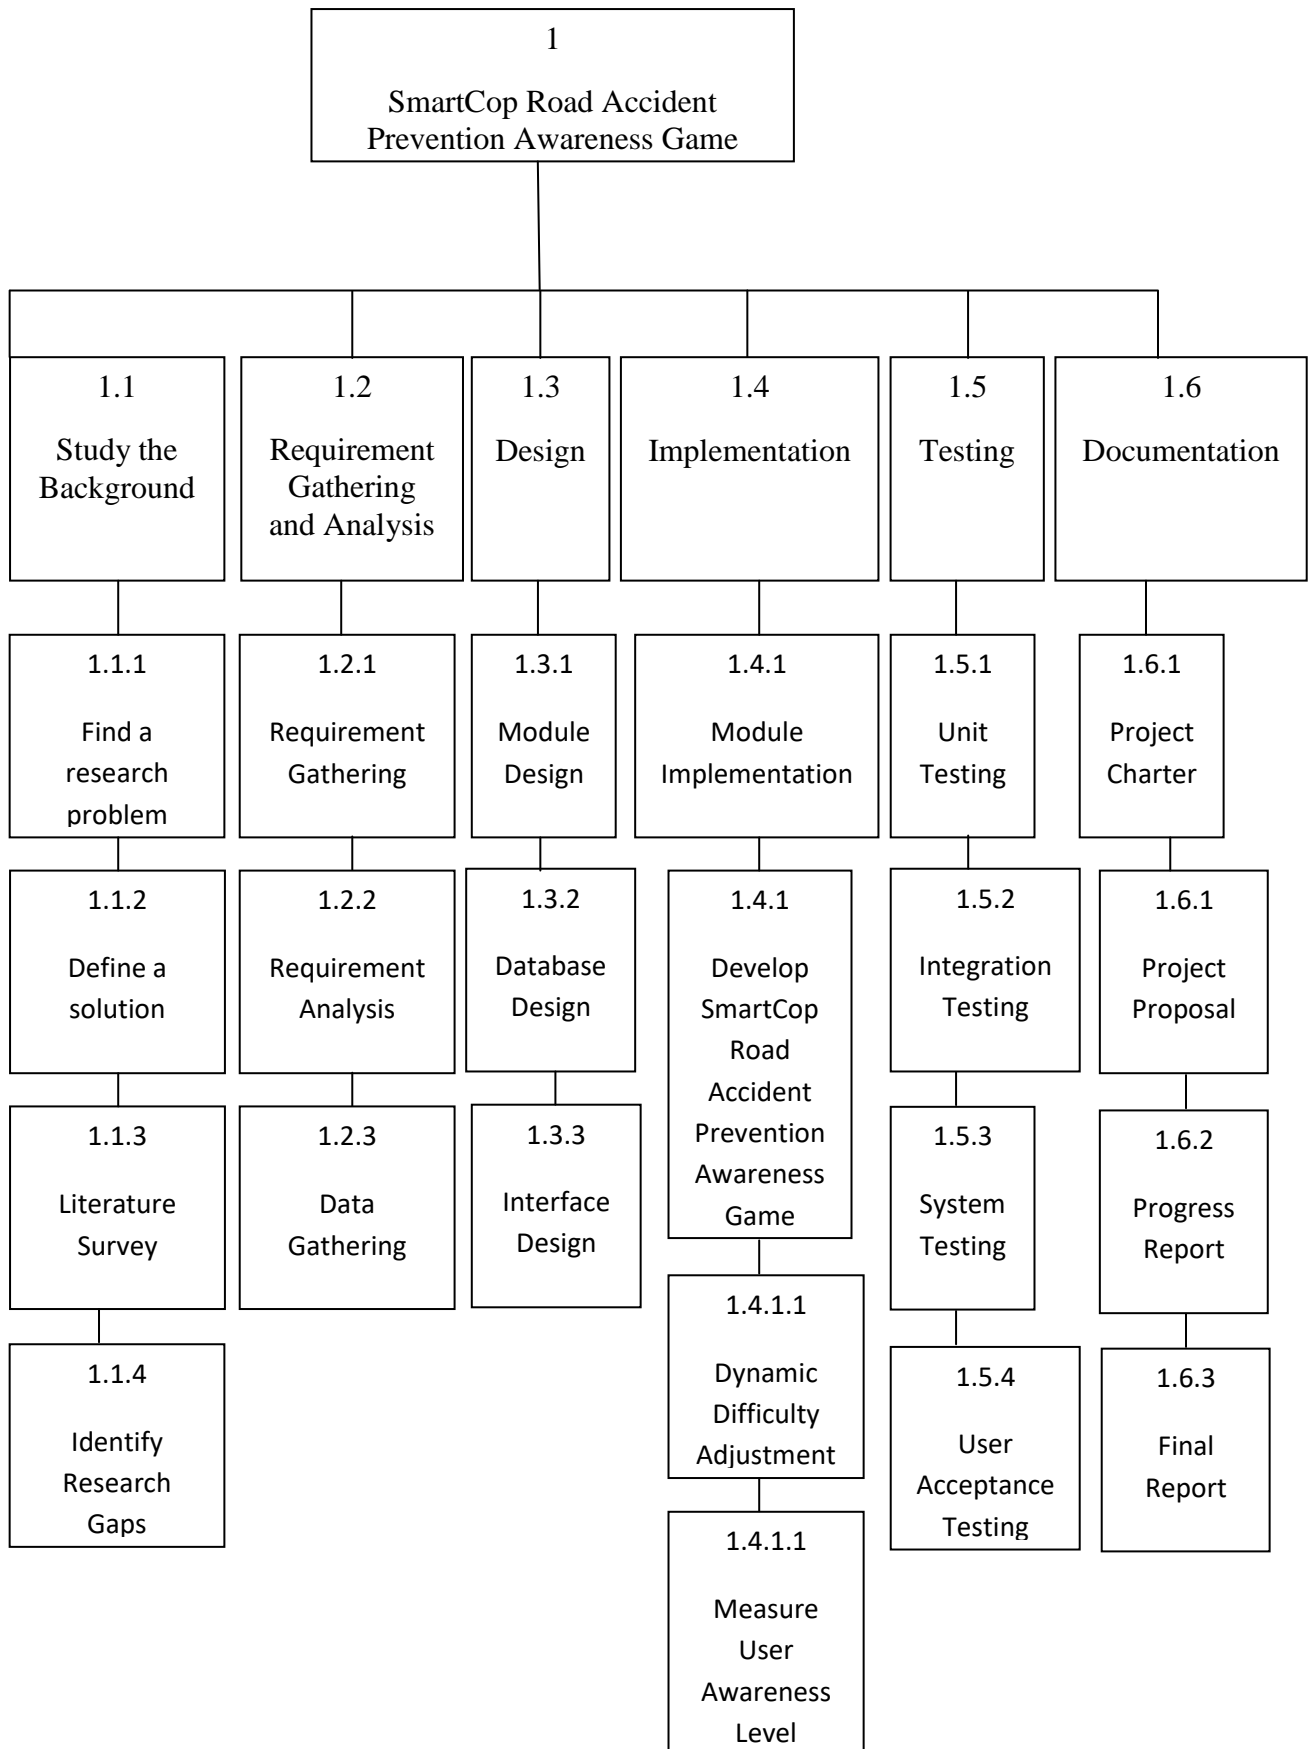 1
SmartCop Road Accident
Prevention Awareness Game
1.1
Study the
Background
1.2
Requirement
Gathering
and Analysis
1.3
Design
1.4
Implementation
1.5
Testing
1.6
Documentation
1.1.1
Find a
research
problem
1.2.1
Requirement
Gathering
1.3.1
Module
Design
1.4.1
Module
Implementation
1.5.1
Unit
Testing
1.6.1
Project
Charter
1.1.2
Define a
solution
1.2.2
Requirement
Analysis
1.3.2
Database
Design
1.4.1
Develop
SmartCop
Road
Accident
Prevention
Awareness
Game
1.5.2
Integration
Testing
1.6.1
Project
Proposal
1.1.3
Literature
Survey
1.2.3
Data
Gathering
1.3.3
Interface
Design
1.5.3
System
Testing
1.6.2
Progress
Report
1.1.4
Identify
Research
Gaps
1.4.1.1
Dynamic
Difficulty
Adjustment
1.5.4
User
Acceptance
Testing
1.6.3
Final
Report
1.4.1.1
Measure
User
Awareness
Level